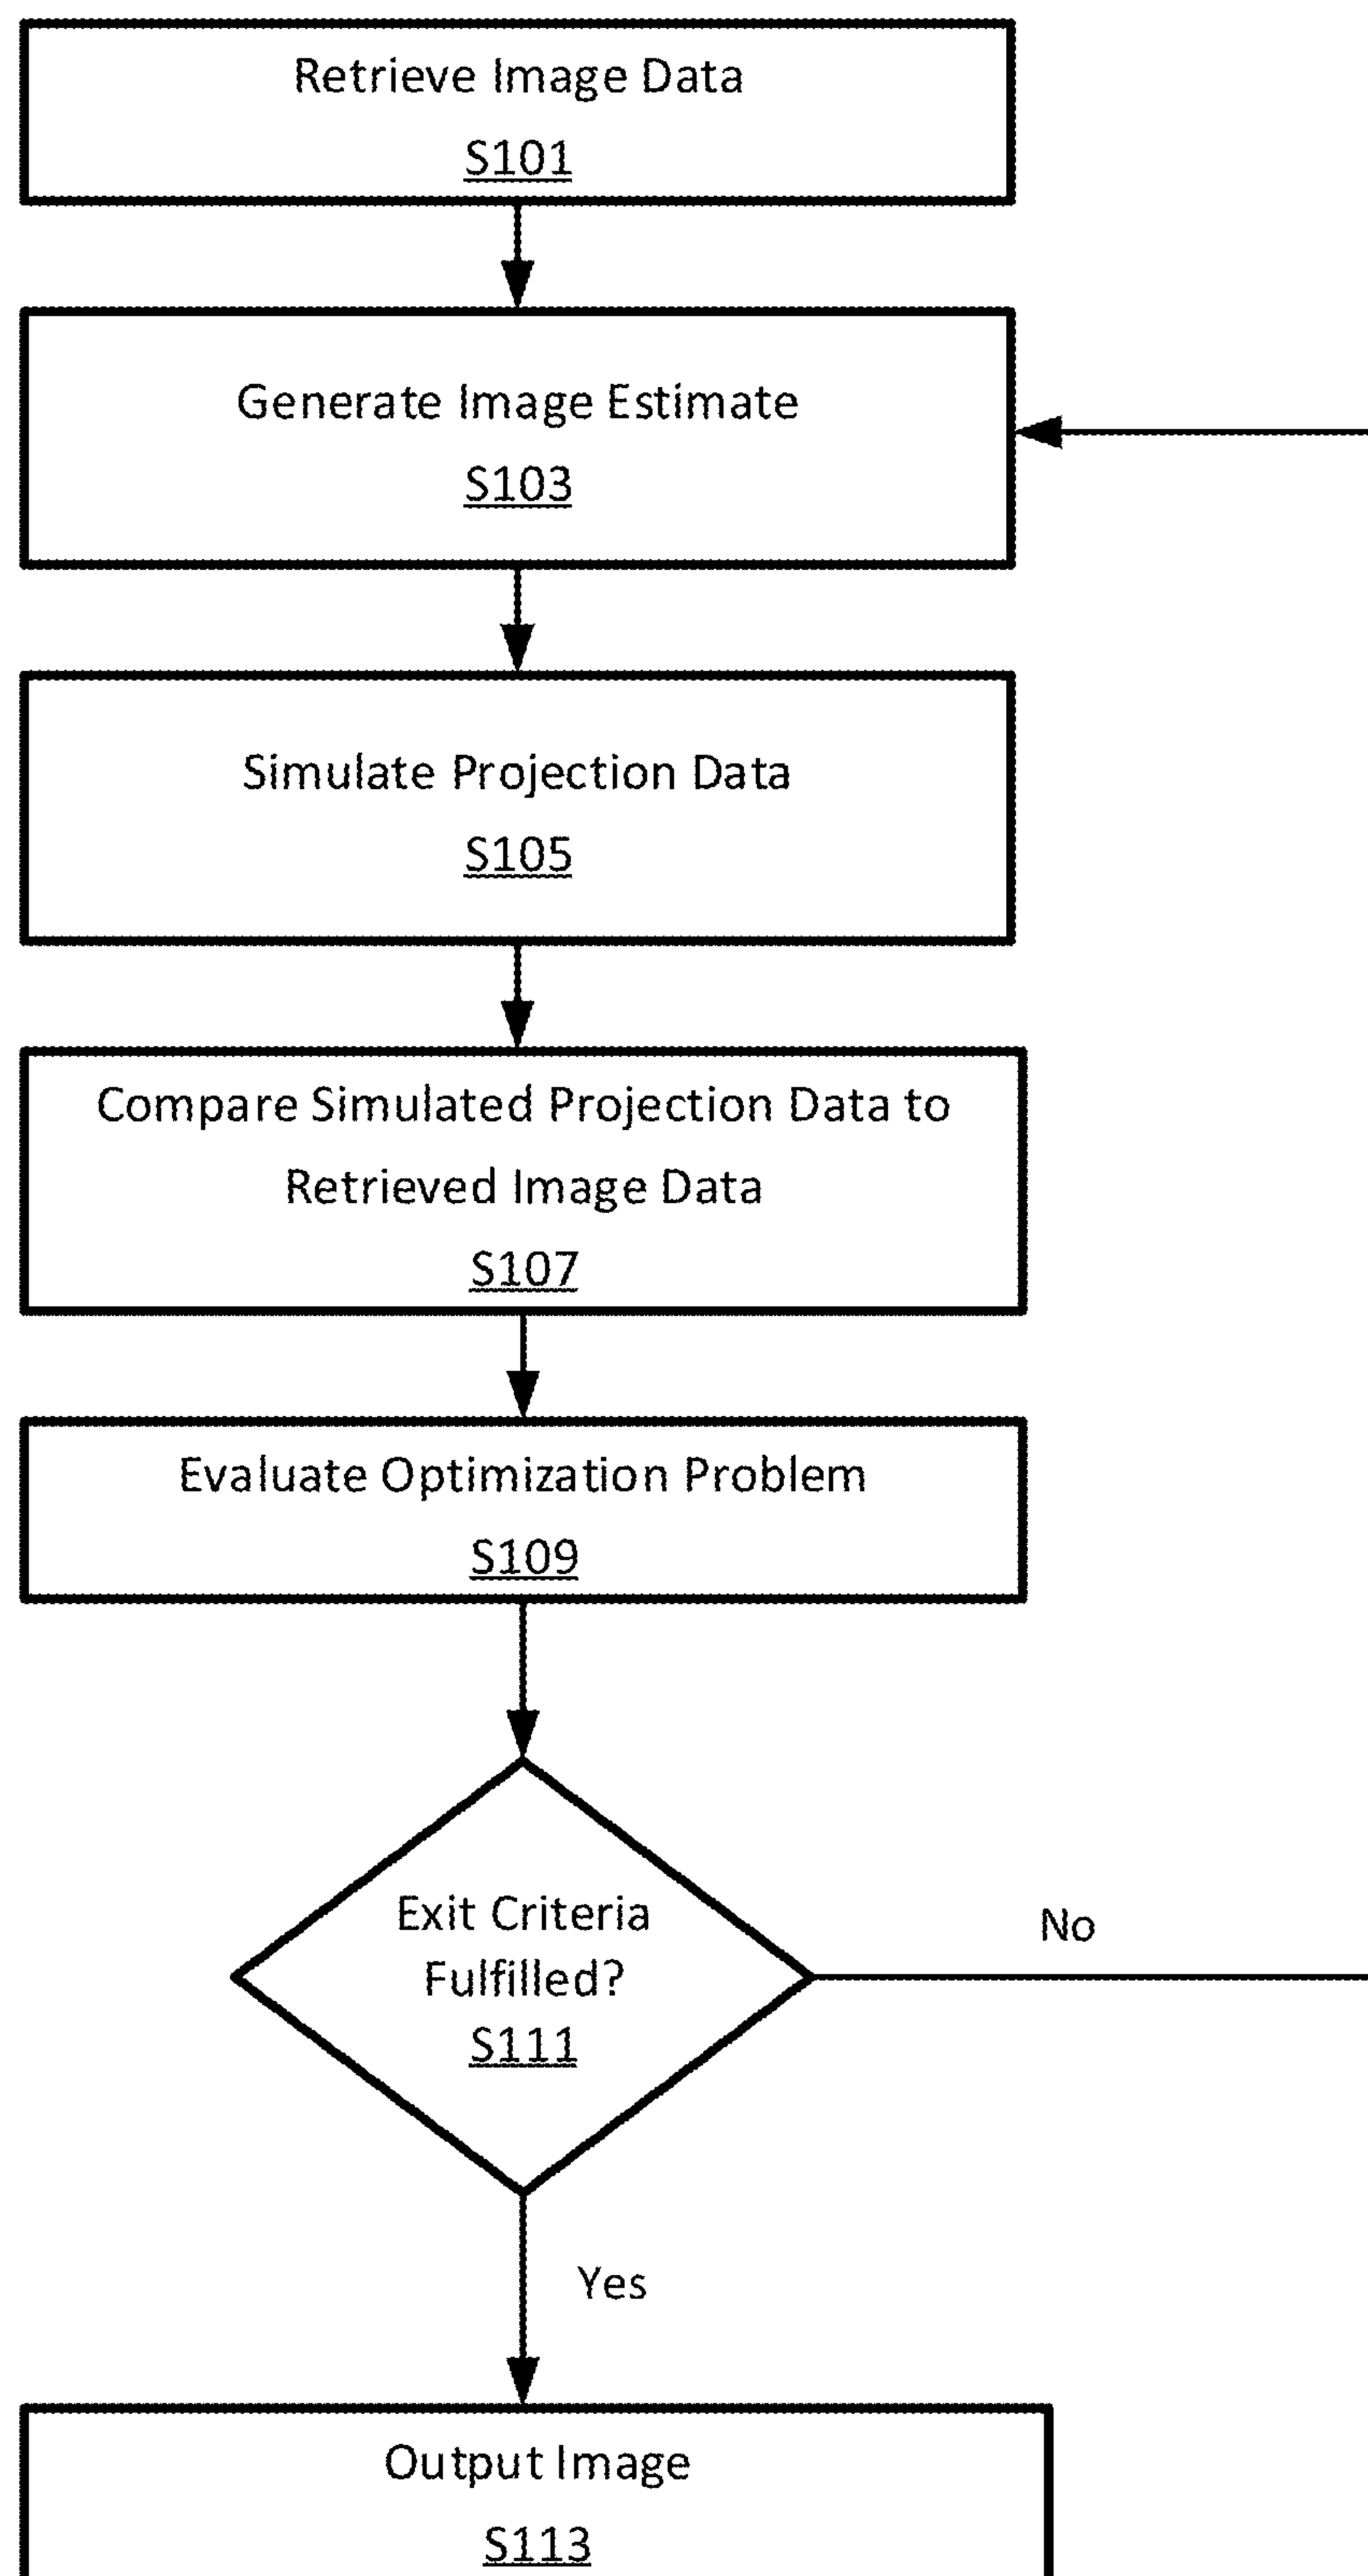 Retrieve Image Data
S101
Generate Image Estimate
S103
Simulate Projection Data
S105
Compare Simulated Projection Data to
Retrieved Image Data
S107
Evaluate Optimization Problem
S109
Exit Criteria
Fulfilled?
S111
No
Yes
Output Image
S113